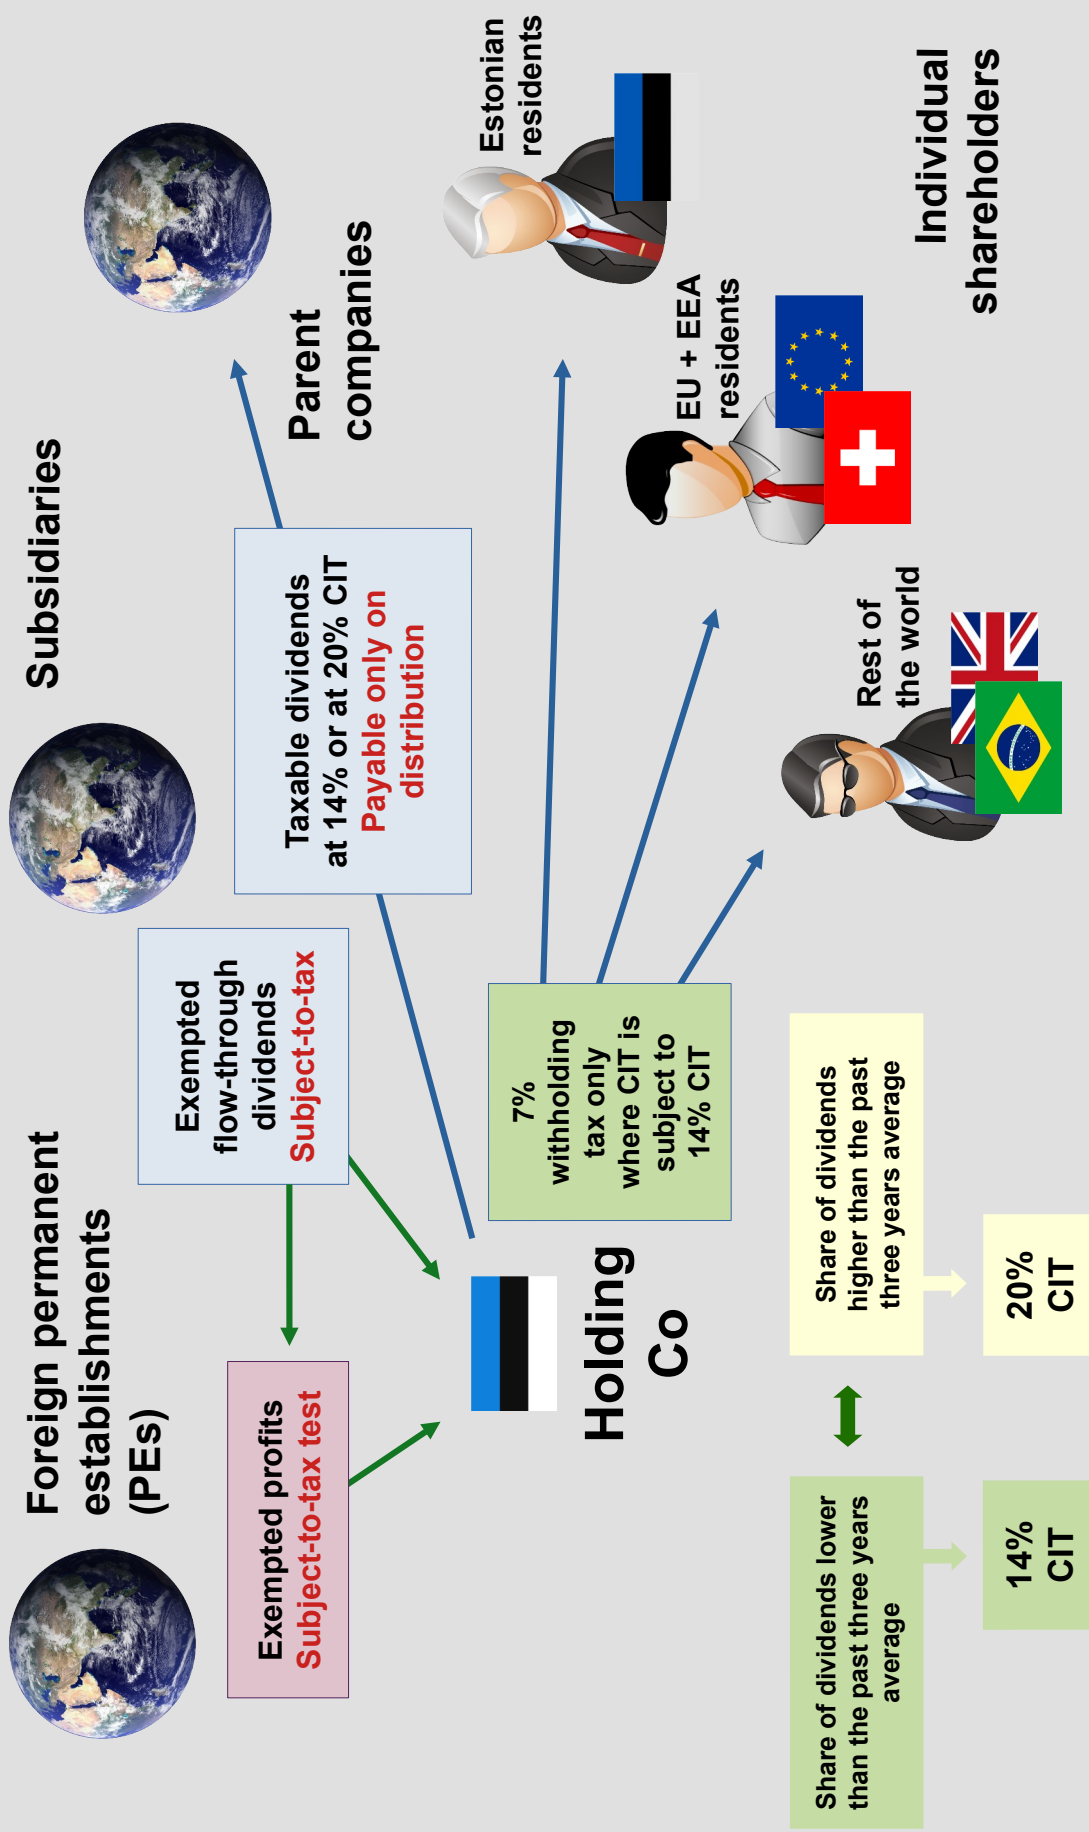 Foreign permanent
establishments
(PEs)
Subsidiaries
Exempted profits
Subject-to-tax test
Exempted
flow-through
dividends
Subject-to-tax
Taxable dividends
at 14% or at 20% CIT
Payable only on
distribution
Parent
companies
Holding
Co
7%
withholding
tax only
where CIT is
subject to
14% CIT
Estonian
residents
EU + EEA
residents
Rest of
the world
Individual
shareholders
Share of dividends lower
than the past three years
average
14%
CIT
Share of dividends
higher than the past
three years average
20%
CIT